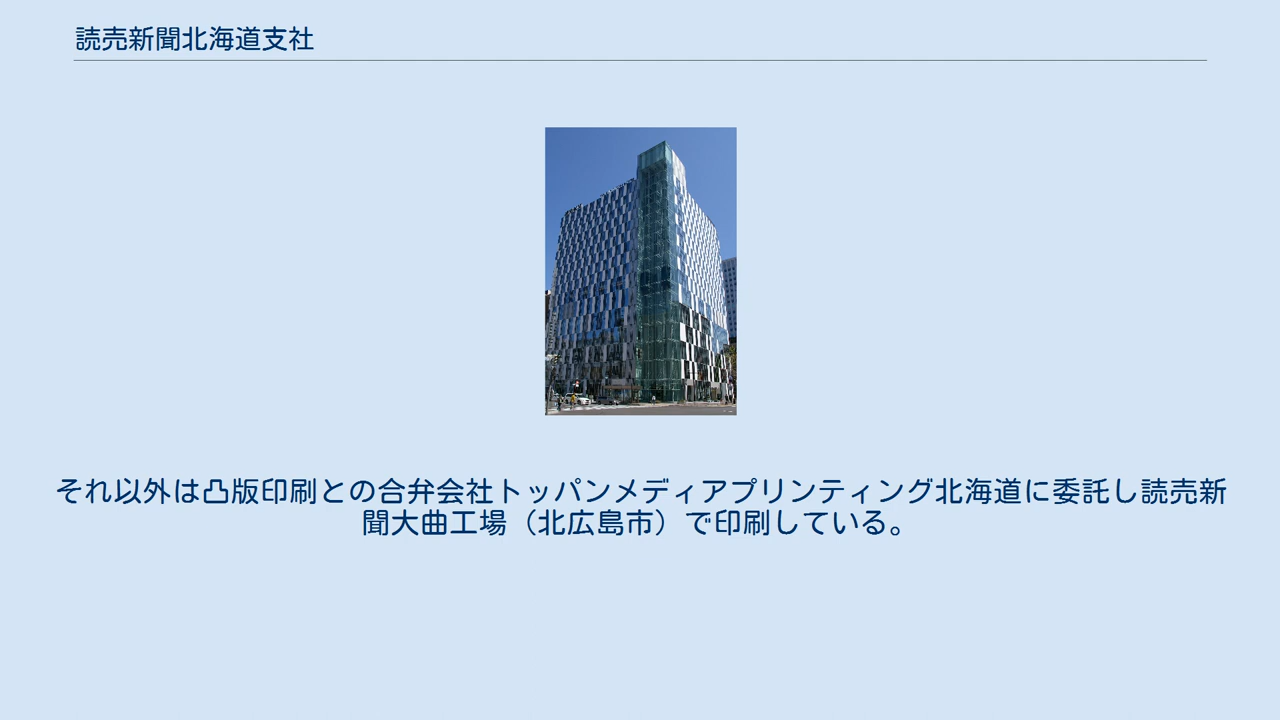 読売新聞北海道支社
それ以外は凸版印刷との合弁会社トッパンメディアプリンティング北海道に委託し読売新
聞大曲工場（北広島市）で印刷している。